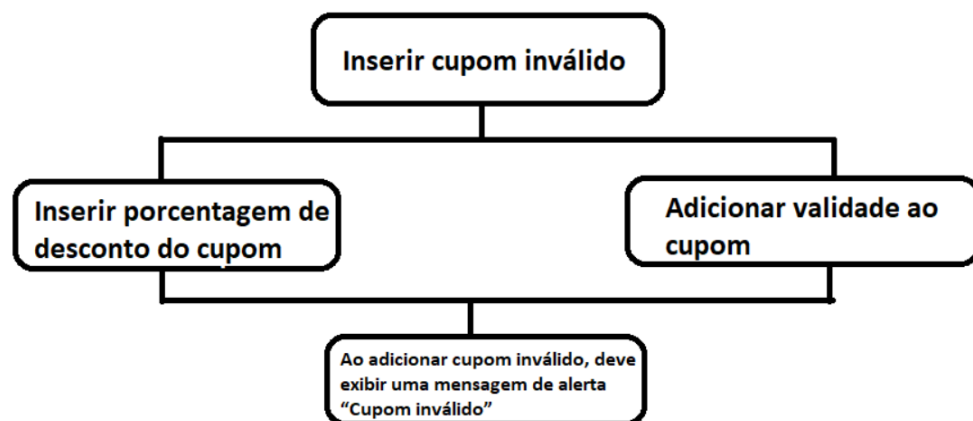 Inserir cupom inválido
Inserir porcentagem de
desconto do cupom
Adicionar validade ao
cupom
Ao adicionar cupom inválido, deve
exibir uma mensagem de alerta
“Cupom inválido”